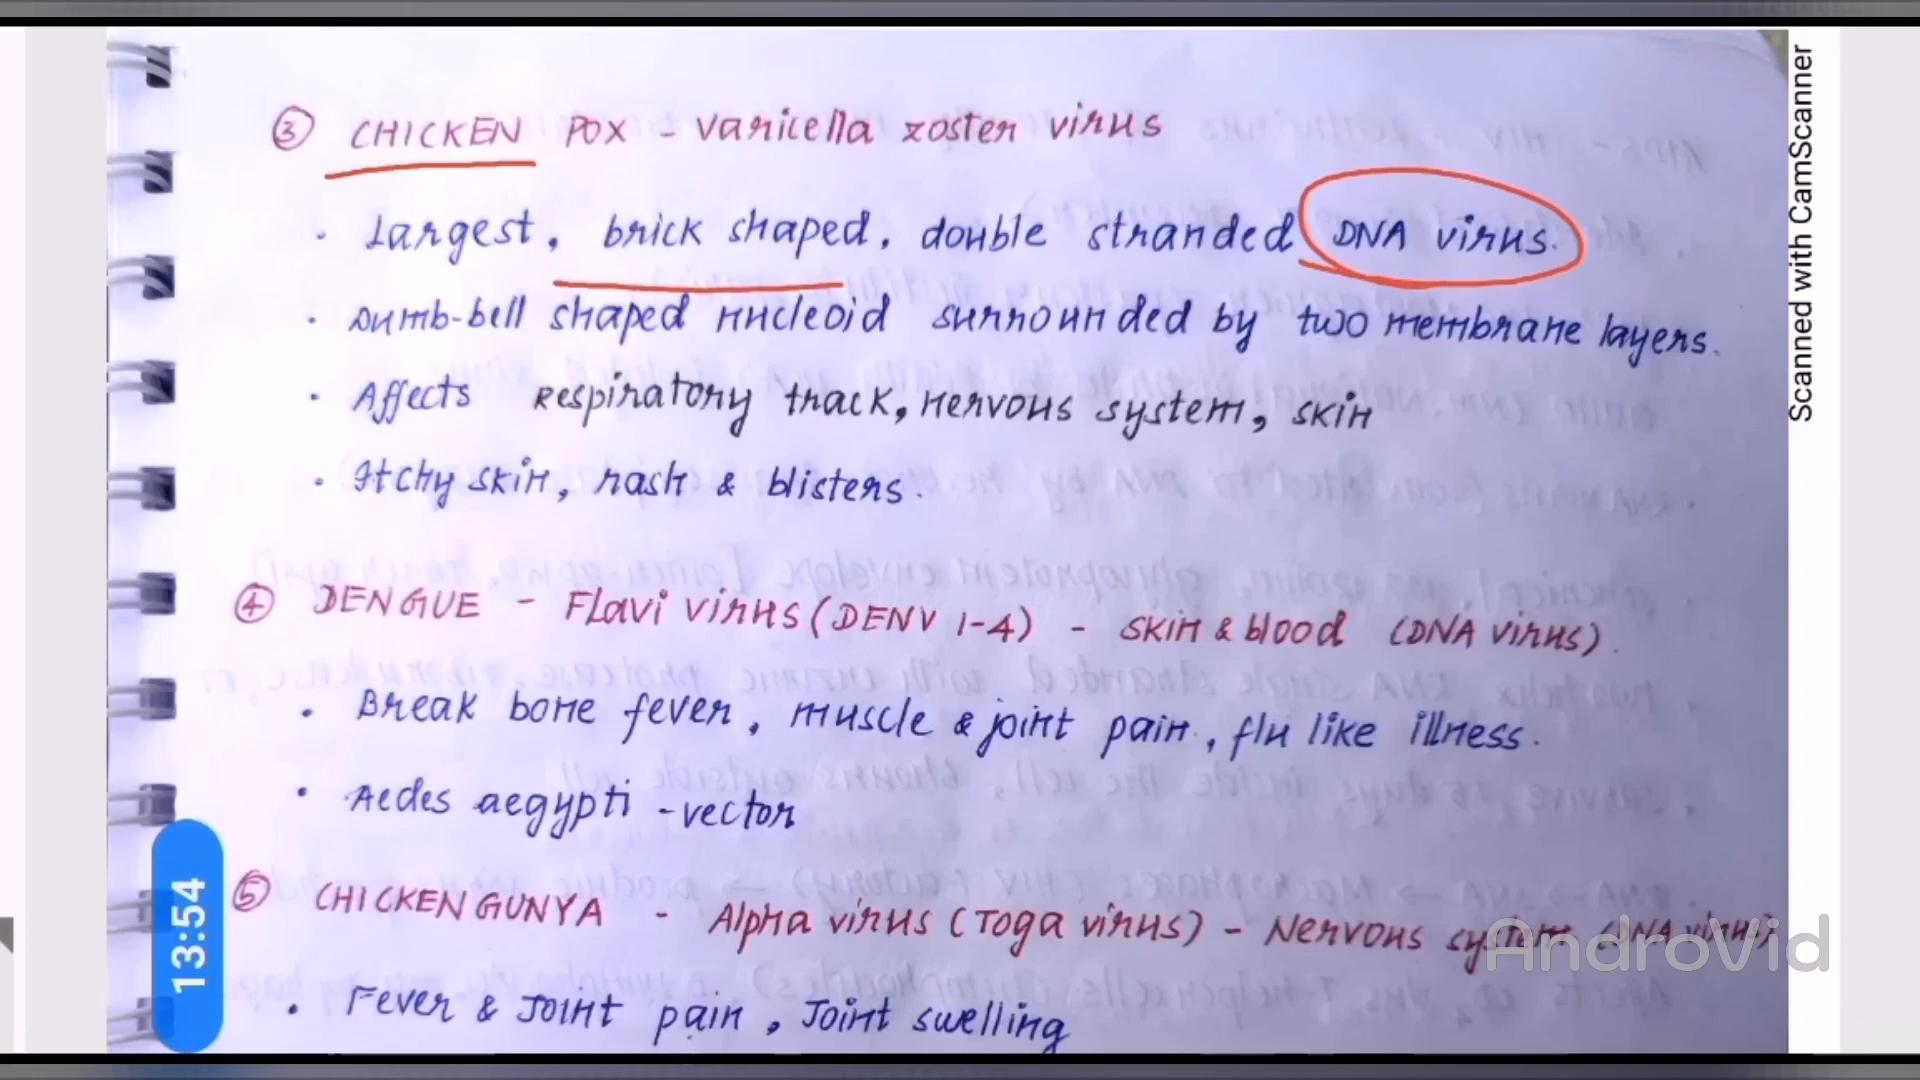 ③ CHICKEN POX - varicella zoster virus
· Largest, brick shaped, double stranded DNA virus.
· Dumb-bell shaped nucleoid surrounded by two membrane layers.
· Affects Respiratory track, nervous system, skin
· Itchy skin, rash & blisters.
④ DENGUE - Flavi virus (DENV 1-4) - skin & blood (DNA virus).
· Break bone fever, muscle & joint pain, flu like illness.
· Aedes aegypti - vector
⑤ CHICKENGUNYA - Alpha virus (Toga virus) - Nervous system (DNA virus)
· Fever & Joint pain, Joint swelling
Scanned with CamScanner
13:54
AndroVid